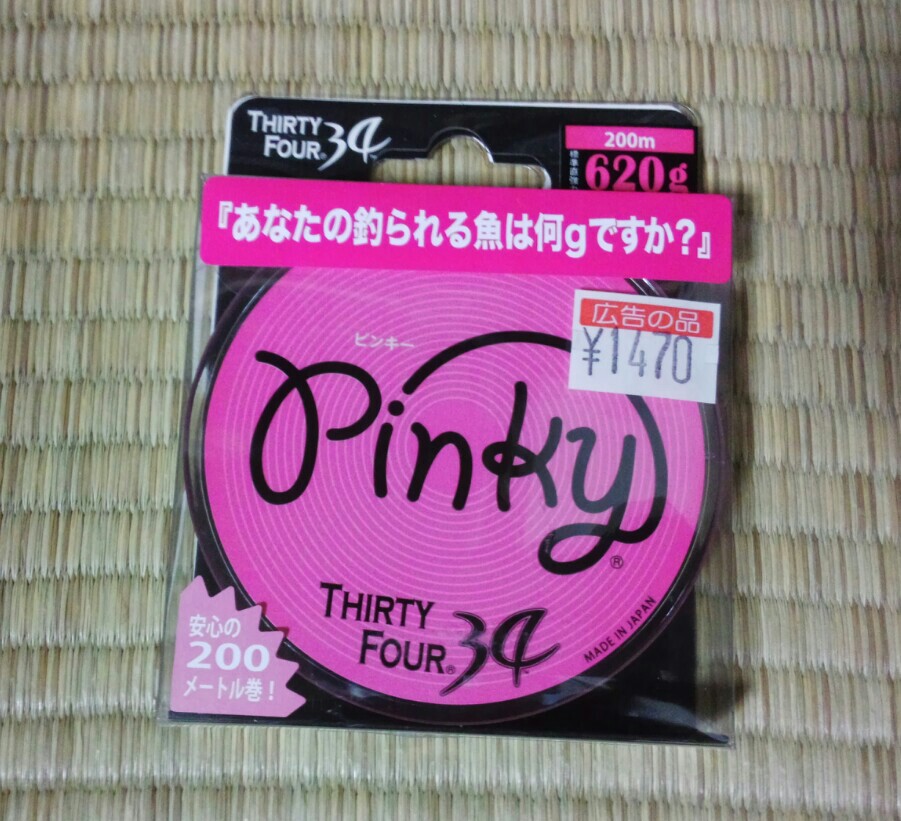 THIRTY
FOUR® 34
200m
620g
『あなたの釣られる魚は何gですか?』
広告の品
¥1470
ピンキー
Pinky®
THIRTY
FOUR® 34
MADE IN JAPAN
安心の
200
メートル巻!